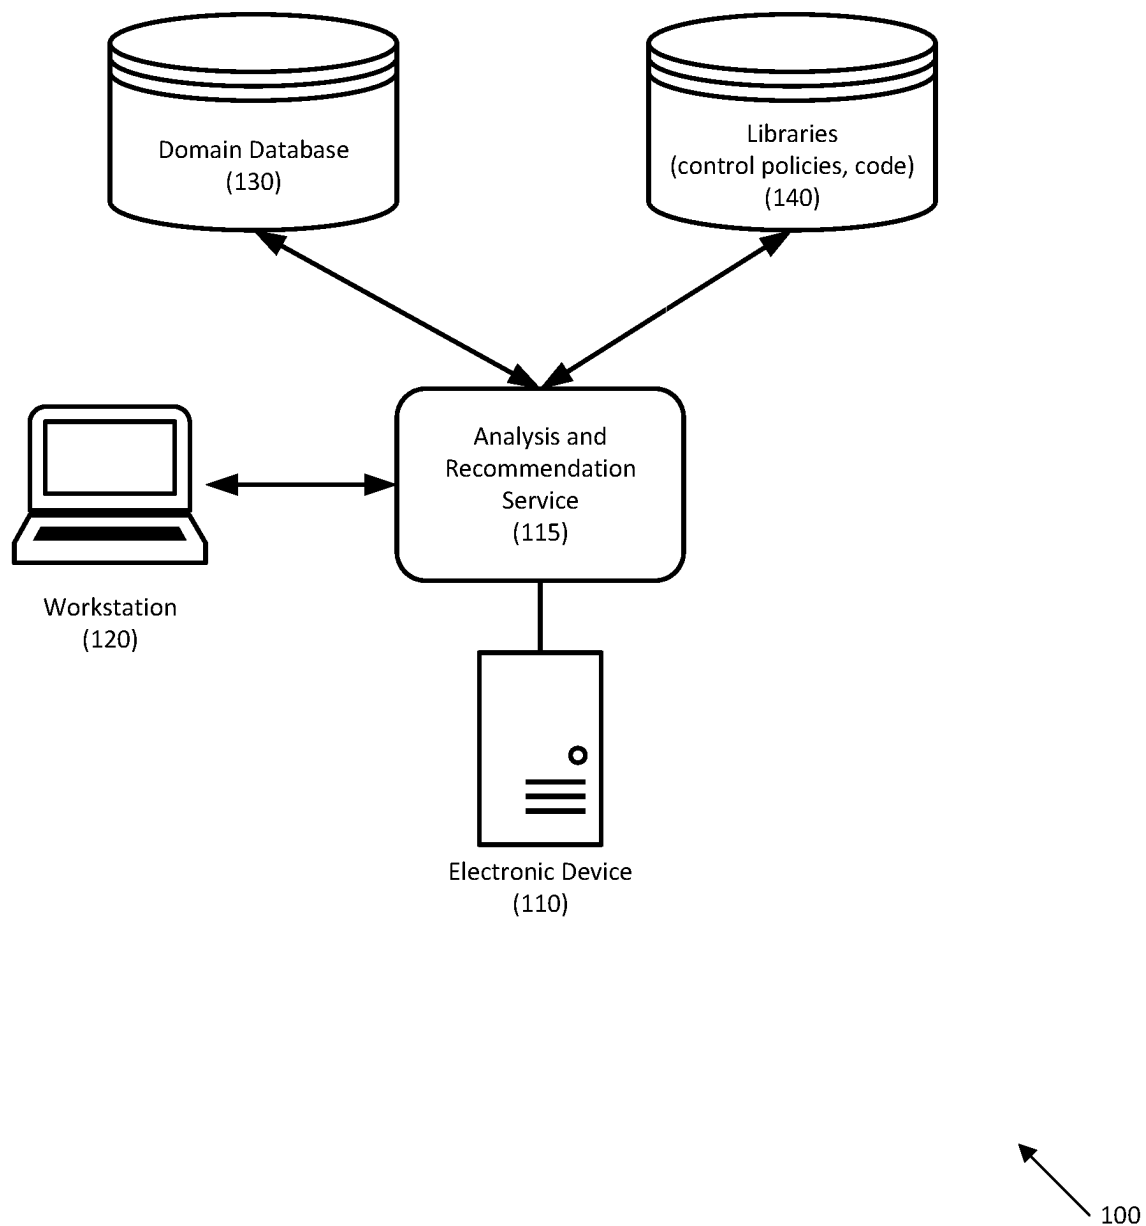 Domain Database
(130)
Libraries
(control policies, code)
(140)
Analysis and
Recommendation
Service
(115)
Workstation
(120)
Electronic Device
(110)
100